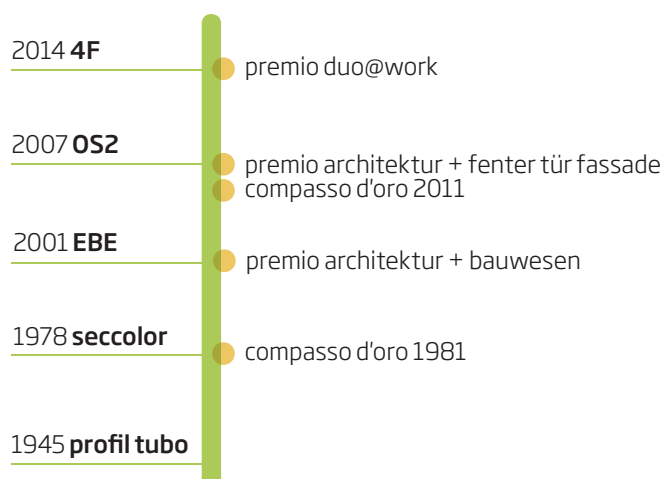 2014 4F
premio duo@work
2007 OS2
premio architektur + fenter tür fassade
compasso d'oro 2011
2001 EBE
premio architektur + bauwesen
1978 seccolor
compasso d'oro 1981
1945 profil tubo